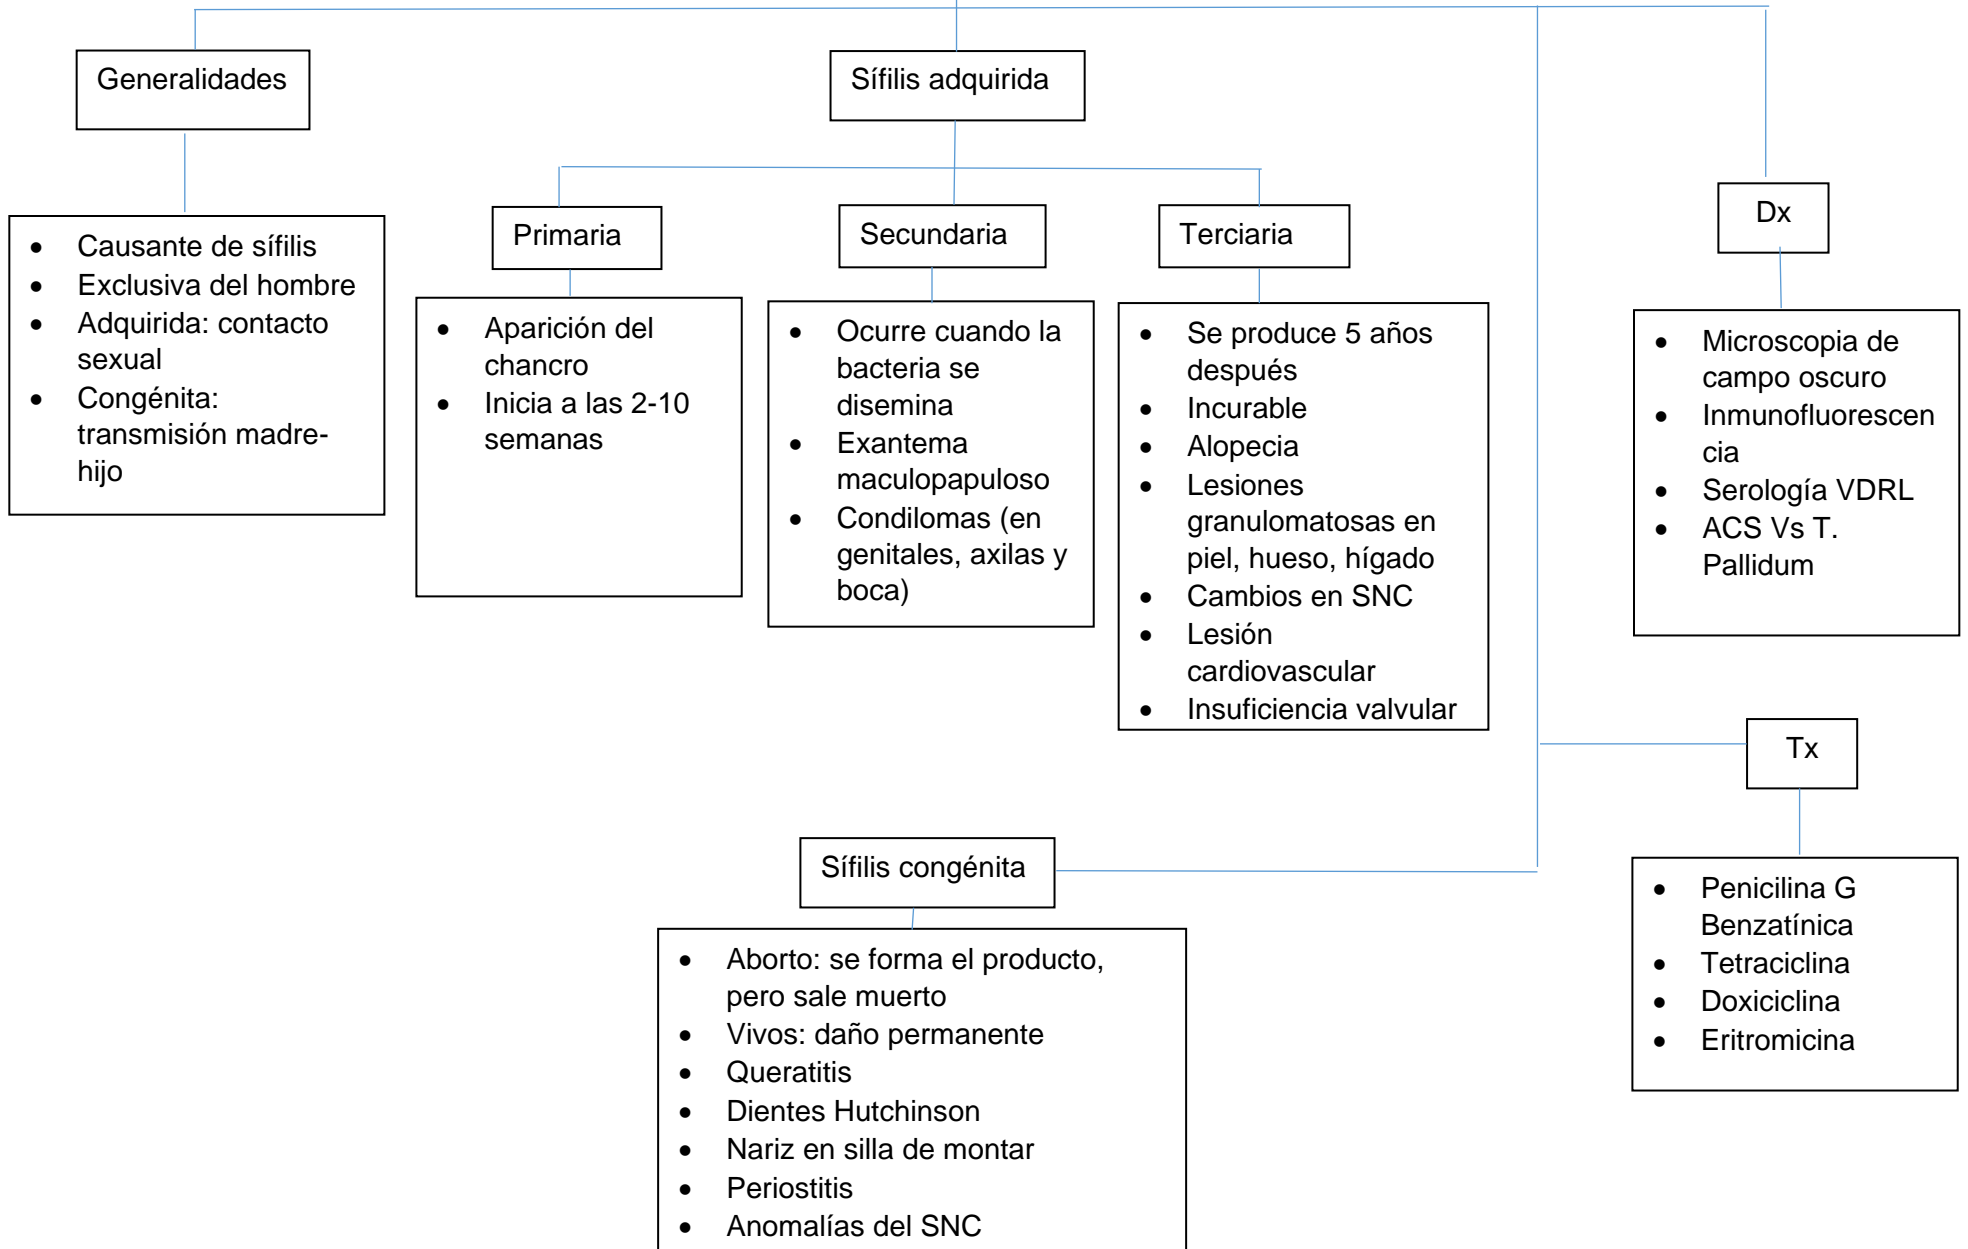 Generalidades
• Causante de sífilis
• Exclusiva del hombre
• Adquirida: contacto
sexual
• Congénita:
transmisión madre-
hijo
Sífilis adquirida
Primaria
• Aparición del
chancro
• Inicia a las 2-10
semanas
Secundaria
• Ocurre cuando la
bacteria se
disemina
• Exantema
maculopapuloso
• Condilomas (en
genitales, axilas y
boca)
Terciaria
• Se produce 5 años
después
• Incurable
• Alopecia
• Lesiones
granulomatosas en
piel, hueso, hígado
• Cambios en SNC
• Lesión
cardiovascular
• Insuficiencia valvular
Dx
• Microscopia de
campo oscuro
• Inmunofluorescen
cia
• Serología VDRL
• ACS Vs T.
Pallidum
Tx
• Penicilina G
Benzatínica
• Tetraciclina
• Doxiciclina
• Eritromicina
Sífilis congénita
• Aborto: se forma el producto,
pero sale muerto
• Vivos: daño permanente
• Queratitis
• Dientes Hutchinson
• Nariz en silla de montar
• Periostitis
• Anomalías del SNC